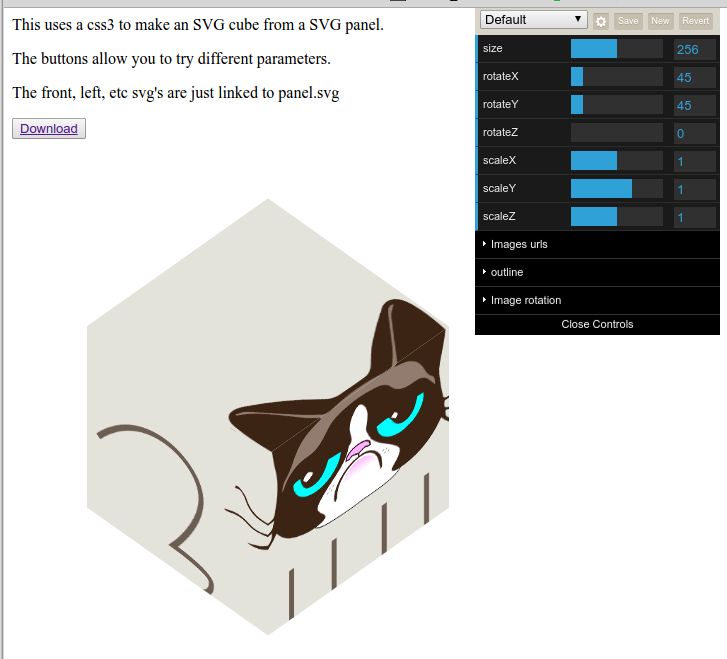 This uses a css3 to make an SVG cube from a SVG panel.
The buttons allow you to try different parameters.
The front, left, etc svg's are just linked to panel.svg
Download
Default
Save
New
Revert
size 256
rotateX 45
rotateY 45
rotateZ 0
scaleX 1
scaleY 1
scaleZ 1
Images urls
outline
Image rotation
Close Controls